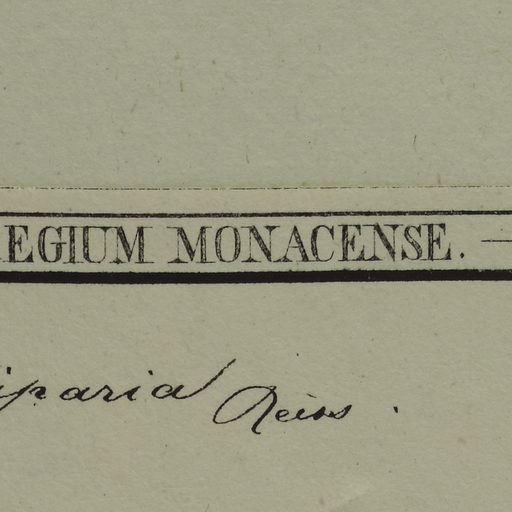 EGIUM MONACENSE. —
iparia Reiss.